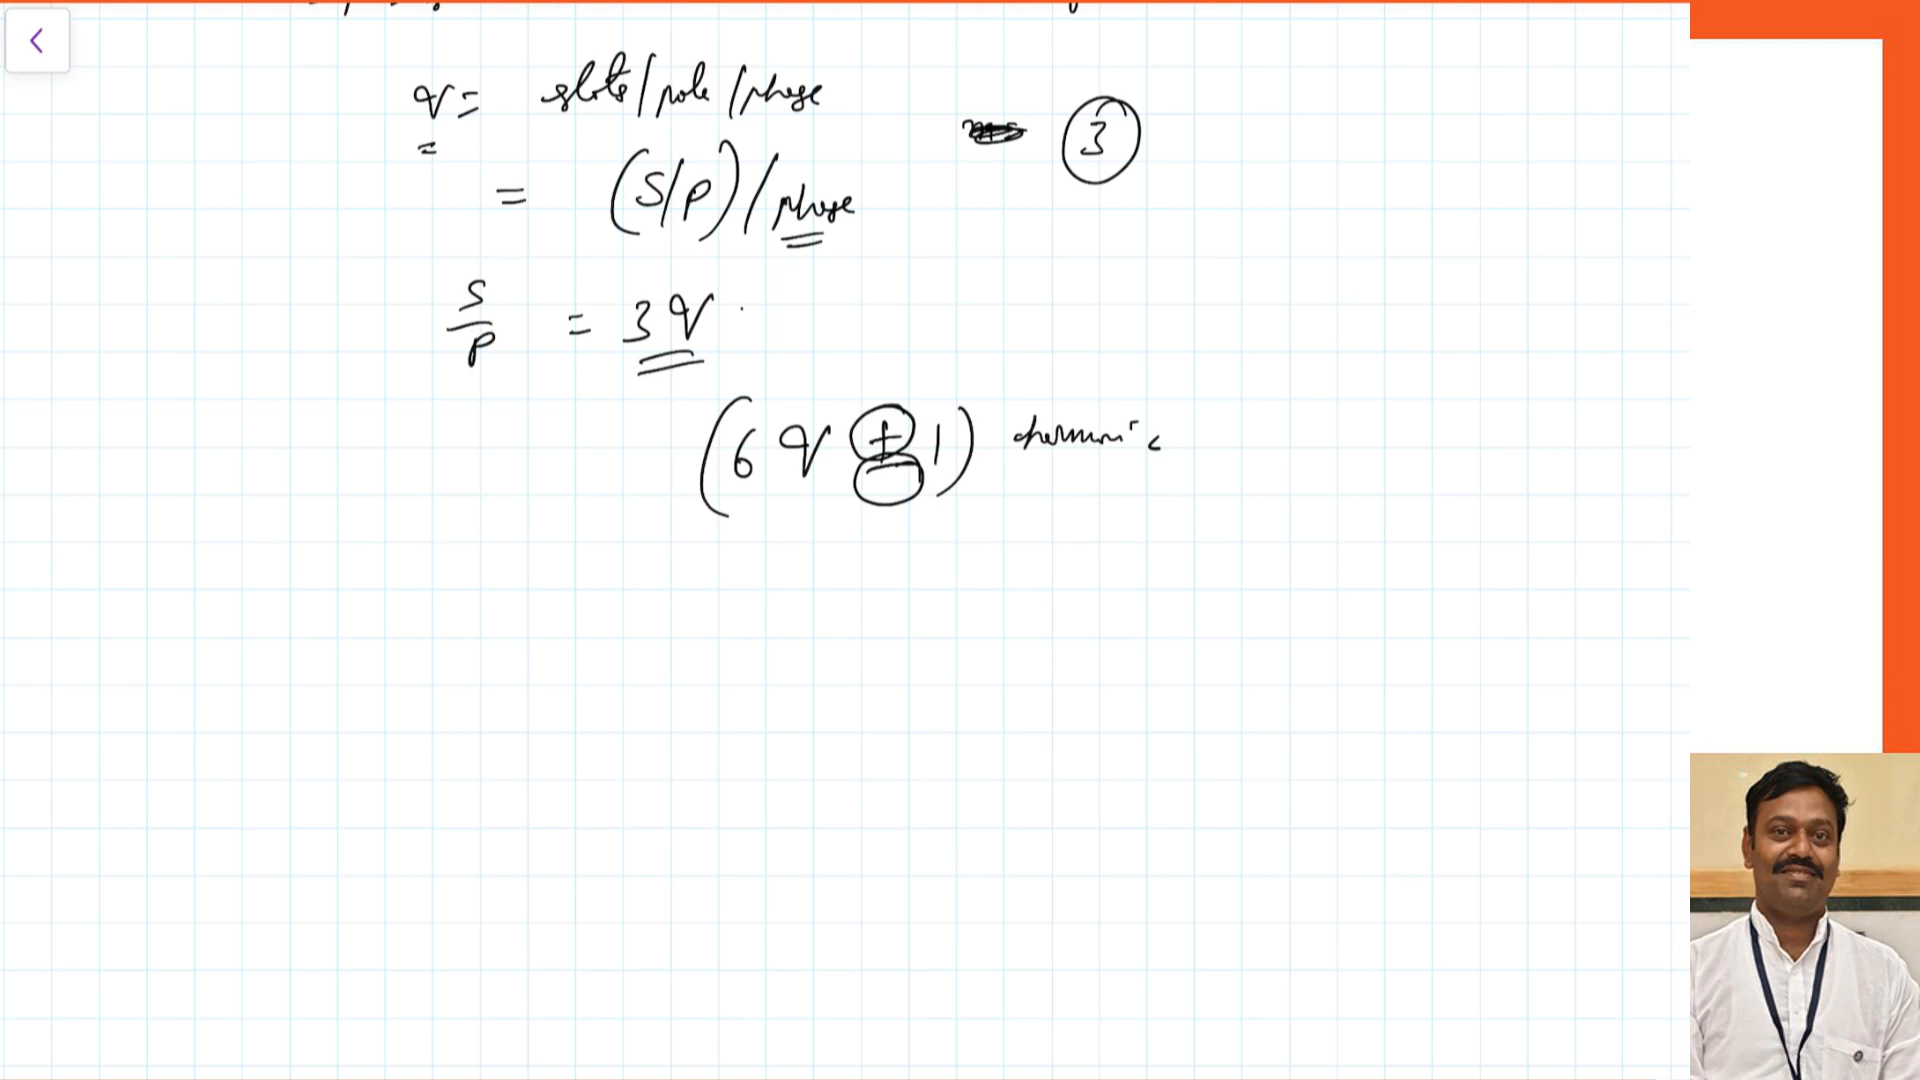 q = slots/pole/phase
=
3
= (S/P)/phase
S/P = 3q
(6q ± 1) harmonic